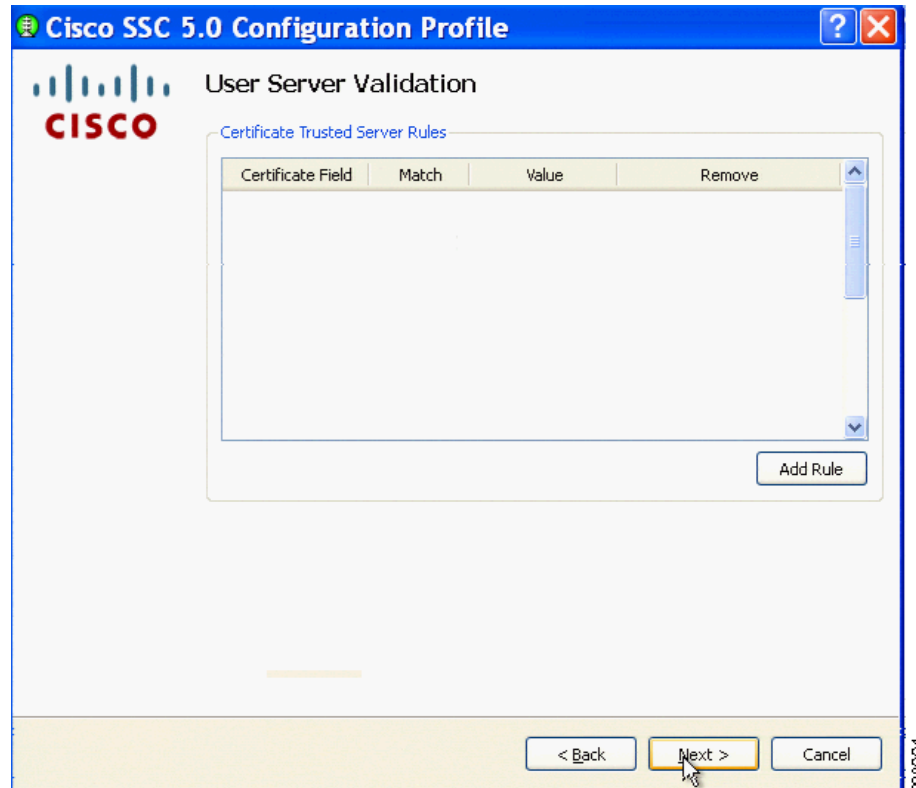 Cisco SSC 5.0 Configuration Profile
?
CISCO
User Server Validation
Certificate Trusted Server Rules
Certificate Field Match Value Remove
Add Rule
< Back Next > Cancel